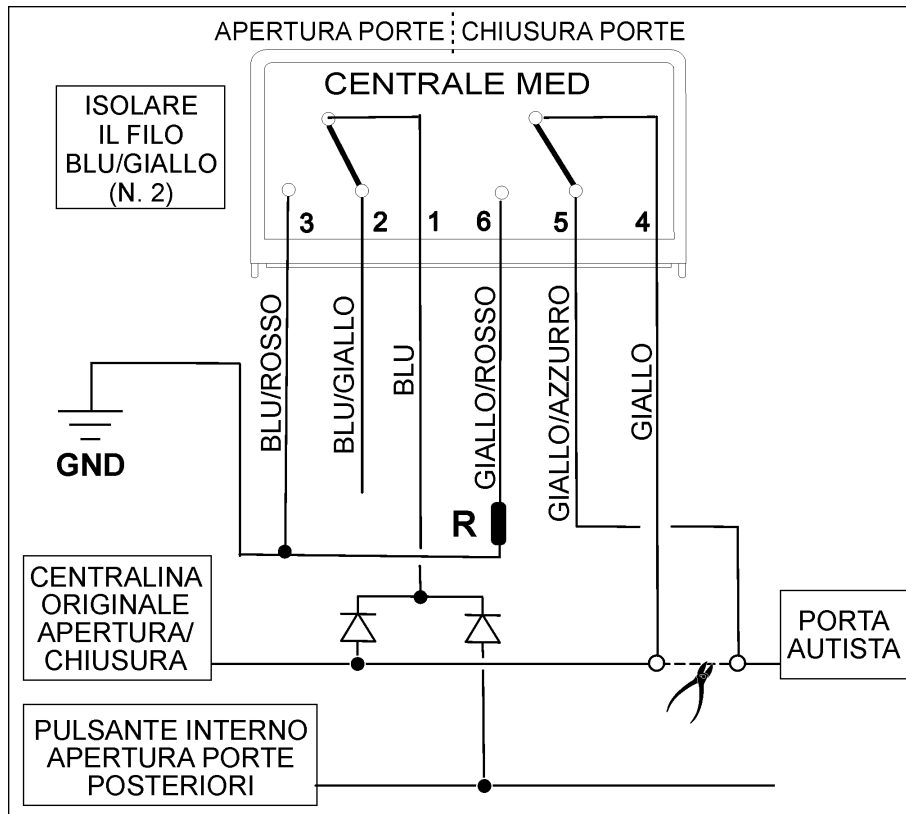 APERTURA PORTE CHIUSURA PORTE
CENTRALE MED
ISOLARE
IL FILO
BLU/GIALLO
(N. 2)
3 2 1 6 5 4
BLU/ROSSO
BLU/GIALLO
BLU
GIALLO/ROSSO
GIALLO/AZZURRO
GIALLO
GND
R
CENTRALINA
ORIGINALE
APERTURA/
CHIUSURA
PORTA
AUTISTA
PULSANTE INTERNO
APERTURA PORTE
POSTERIORI